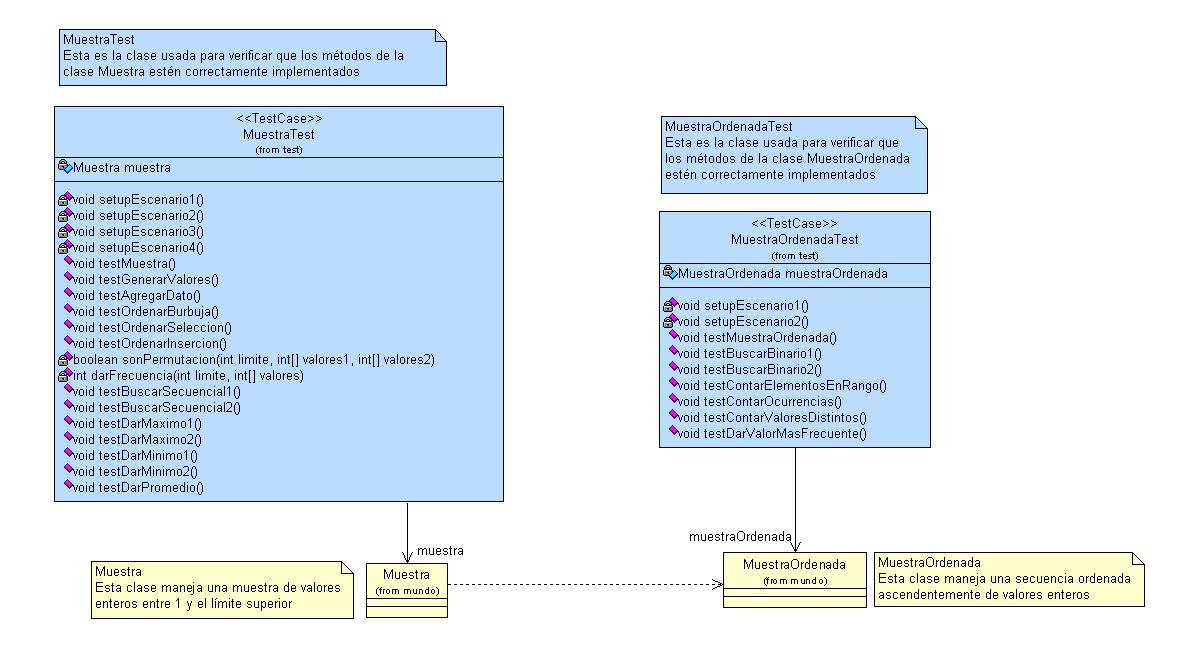 MuestraTest
Esta es la clase usada para verificar que los métodos de la
clase Muestra estén correctamente implementados
<<TestCase>>
MuestraTest
(from test)
Muestra muestra
void setupEscenario1()
void setupEscenario2()
void setupEscenario3()
void setupEscenario4()
void testMuestra()
void testGenerarValores()
void testAgregarDato()
void testOrdenarBurbuja()
void testOrdenarSeleccion()
void testOrdenarInsercion()
boolean sonPermutacion(int limite, int[] valores1, int[] valores2)
int darFrecuencia(int limite, int[] valores)
void testBuscarSecuencial1()
void testBuscarSecuencial2()
void testDarMaximo1()
void testDarMaximo2()
void testDarMinimo1()
void testDarMinimo2()
void testDarPromedio()
MuestraOrdenadaTest
Esta es la clase usada para verificar que
los métodos de la clase MuestraOrdenada
estén correctamente implementados
<<TestCase>>
MuestraOrdenadaTest
(from test)
MuestraOrdenada muestraOrdenada
void setupEscenario1()
void setupEscenario2()
void testMuestraOrdenada()
void testBuscarBinario1()
void testBuscarBinario2()
void testContarElementosEnRango()
void testContarOcurrencias()
void testContarValoresDistintos()
void testDarValorMasFrecuente()
muestra
muestraOrdenada
Muestra
Esta clase maneja una muestra de valores
enteros entre 1 y el límite superior
Muestra
(from mundo)
MuestraOrdenada
(from mundo)
MuestraOrdenada
Esta clase maneja una secuencia ordenada
ascendentemente de valores enteros